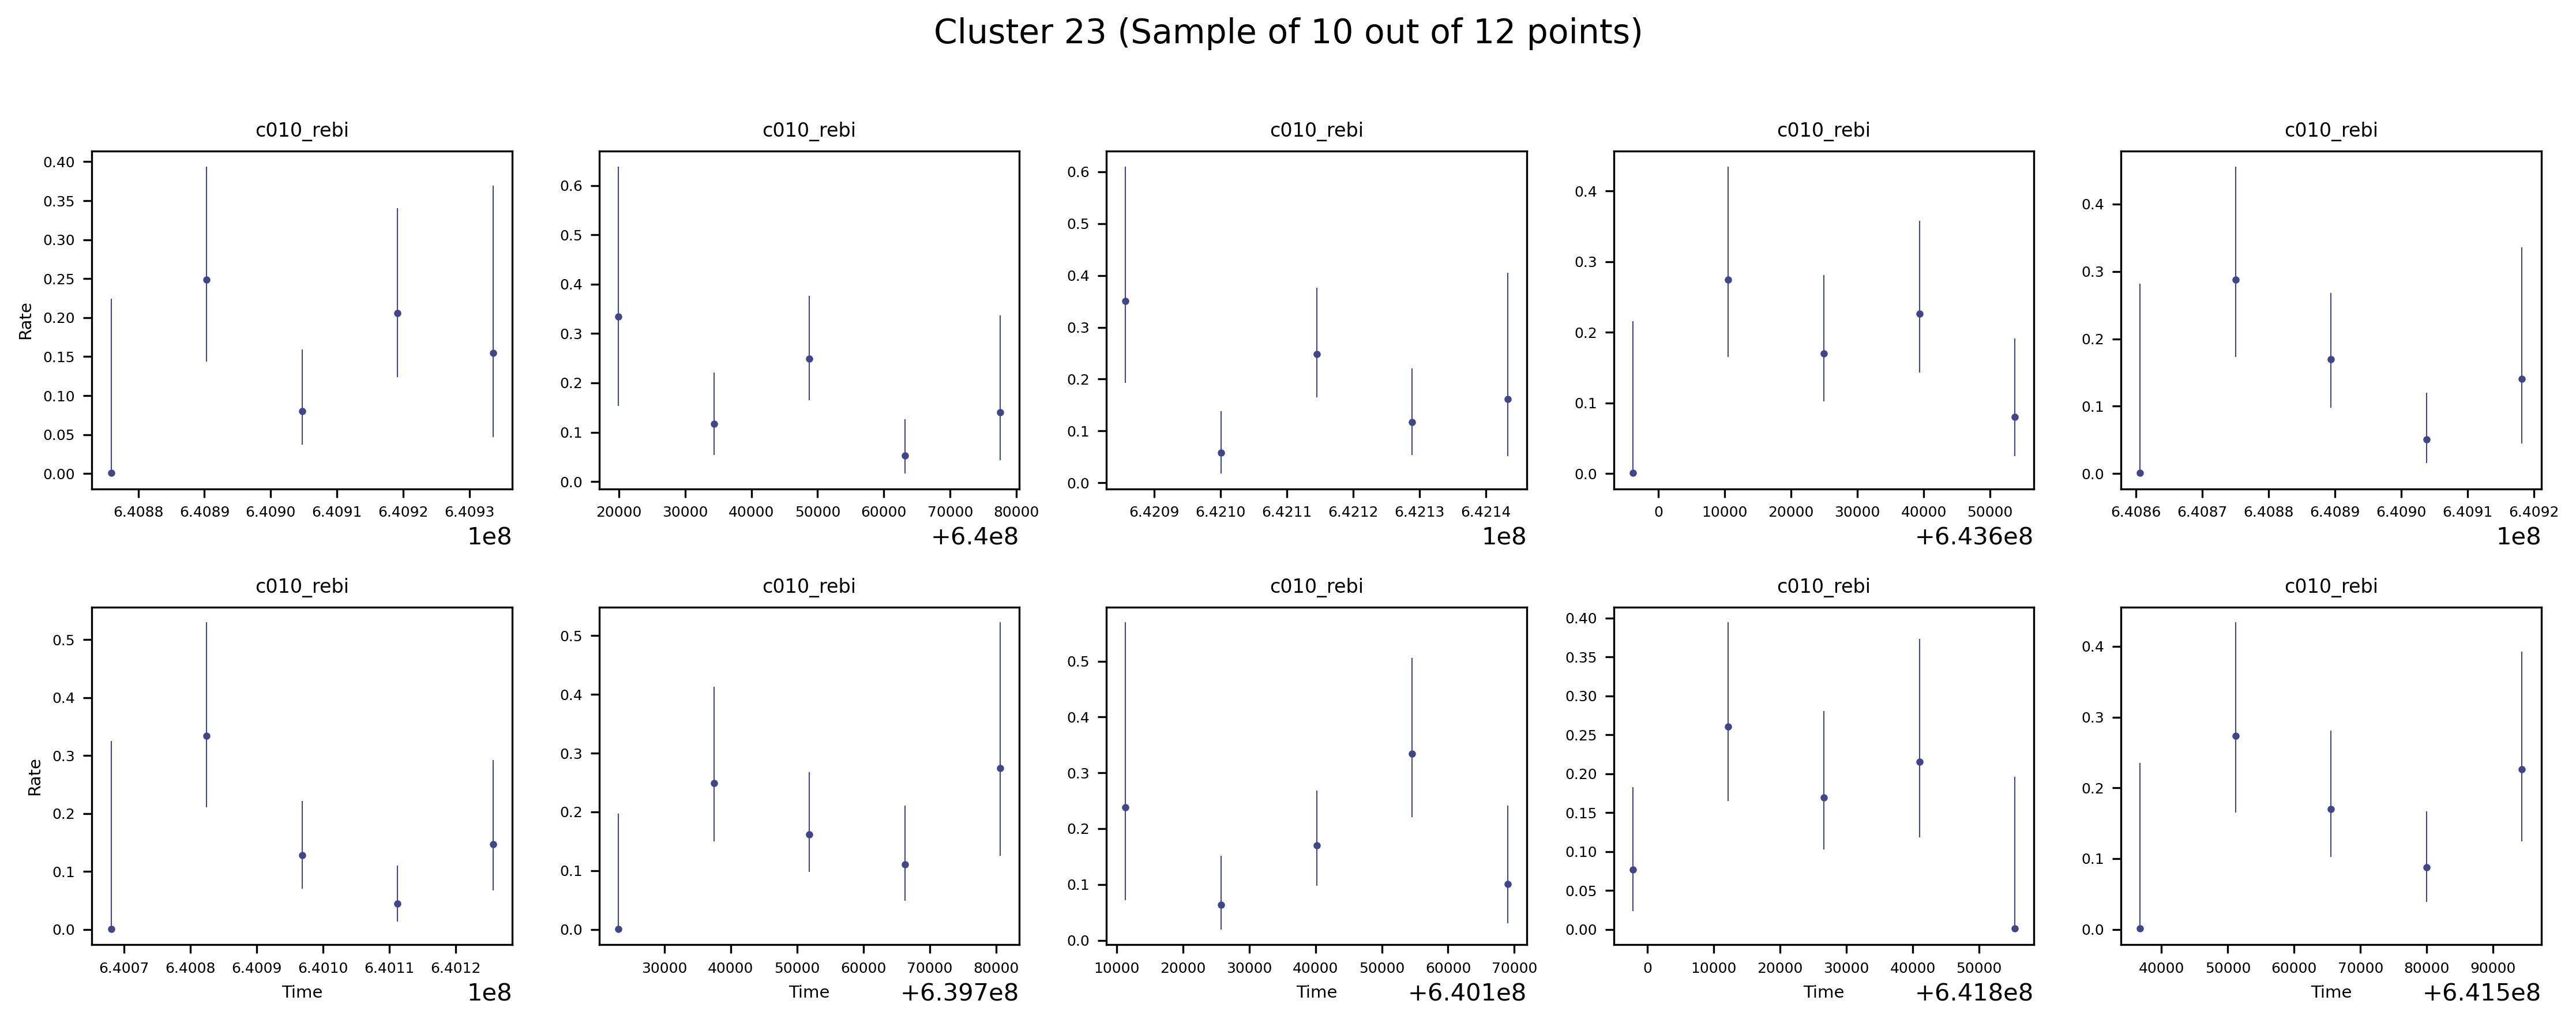 Cluster 23 (Sample of 10 out of 12 points)
c010_rebi c010_rebi c010_rebi c010_rebi c010_rebi
Rate
0.40 0.35 0.30 0.25 0.20 0.15 0.10 0.05 0.00
6.4088 6.4089 6.4090 6.4091 6.4092 6.4093
1e8
0.6 0.5 0.4 0.3 0.2 0.1 0.0
20000 30000 40000 50000 60000 70000 80000
+6.4e8
0.6 0.5 0.4 0.3 0.2 0.1 0.0
6.4209 6.4210 6.4211 6.4212 6.4213 6.4214
1e8
0.4 0.3 0.2 0.1 0.0
0 10000 20000 30000 40000 50000
+6.436e8
0.4 0.3 0.2 0.1 0.0
6.4086 6.4087 6.4088 6.4089 6.4090 6.4091 6.4092
1e8
c010_rebi c010_rebi c010_rebi c010_rebi c010_rebi
Rate
0.5 0.4 0.3 0.2 0.1 0.0
6.4007 6.4008 6.4009 6.4010 6.4011 6.4012
Time 1e8
0.5 0.4 0.3 0.2 0.1 0.0
30000 40000 50000 60000 70000 80000
Time +6.397e8
0.5 0.4 0.3 0.2 0.1 0.0
10000 20000 30000 40000 50000 60000 70000
Time +6.401e8
0.40 0.35 0.30 0.25 0.20 0.15 0.10 0.05 0.00
0 10000 20000 30000 40000 50000
Time +6.418e8
0.4 0.3 0.2 0.1 0.0
40000 50000 60000 70000 80000 90000
Time +6.415e8